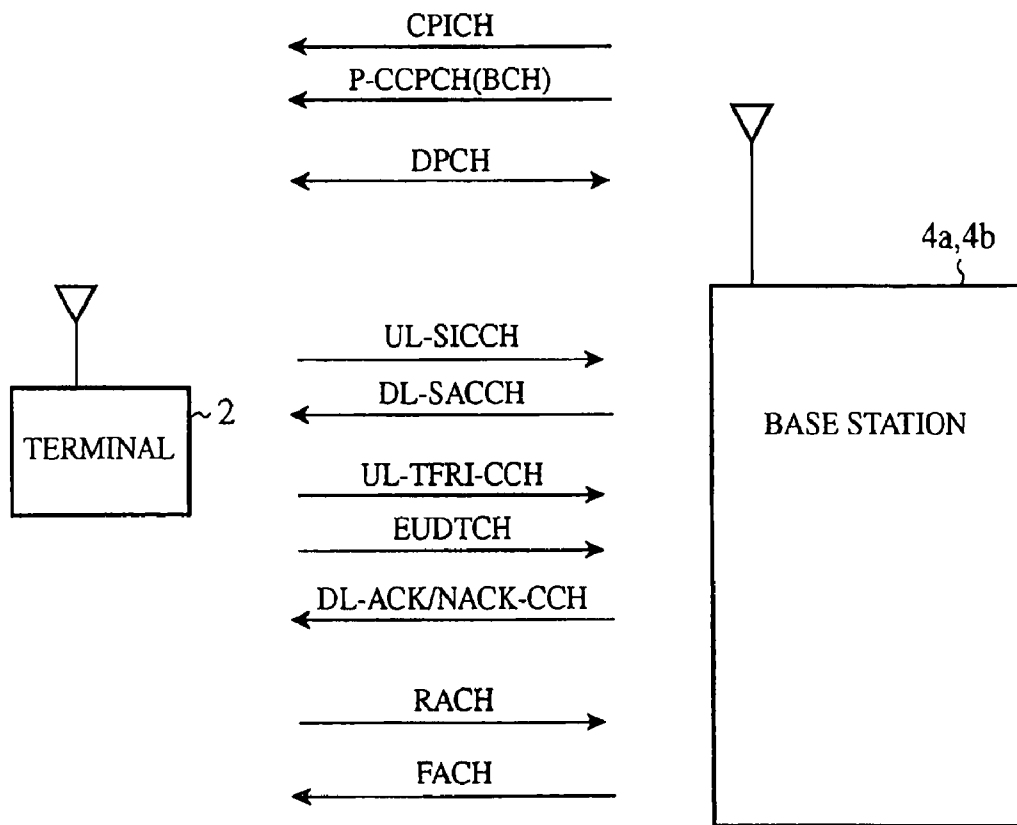 CPICH
P-CCPCH(BCH)
DPCH
4a,4b
UL-SICCH
DL-SACCH
2
TERMINAL
BASE STATION
UL-TFRI-CCH
EUDTCH
DL-ACK/NACK-CCH
RACH
FACH